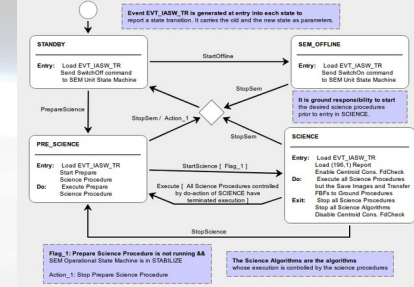 Event EVT_IASW_TR is generated at entry into each state to
report a state transition. It carries the old and the new state as parameters.
STANDBY
Entry: Load EVT_IASW_TR
Send SwitchOff command
to SEM Unit State Machine
StartOffline
SEM_OFFLINE
Entry: Load EVT_IASW_TR
Send SwitchOn command
to SEM Unit State Machine
StopSem
PrepareScience
StopSem / Action_1
StopSem
It is ground responsibility to start
the desired science procedures
prior to entry in SCIENCE.
PRE_SCIENCE
Entry: Load EVT_IASW_TR
Start Prepare
Science Procedure
Do: Execute Prepare
Science Procedure
StartScience [ Flag_1 ]
Execute [ All Science Procedures controlled
by do-action of SCIENCE have
terminated execution ]
SCIENCE
Entry: Load EVT_IASW_TR
Load (196,1) Report
Enable Centroid Cons. FdCheck
Do: Execute all Science Procedures
but the Save Images and Transfer
FBFs to Ground Procedures
Exit: Stop all Science Procedures
Stop all Science Algorithms
Disable Centroid Cons. FdCheck
StopScience
Flag_1: Prepare Science Procedure is not running &&
SEM Operational State Machine is in STABILIZE
Action_1: Stop Prepare Science Procedure
The Science Algorithms are the algorithms
whose execution is controlled by the science procedures